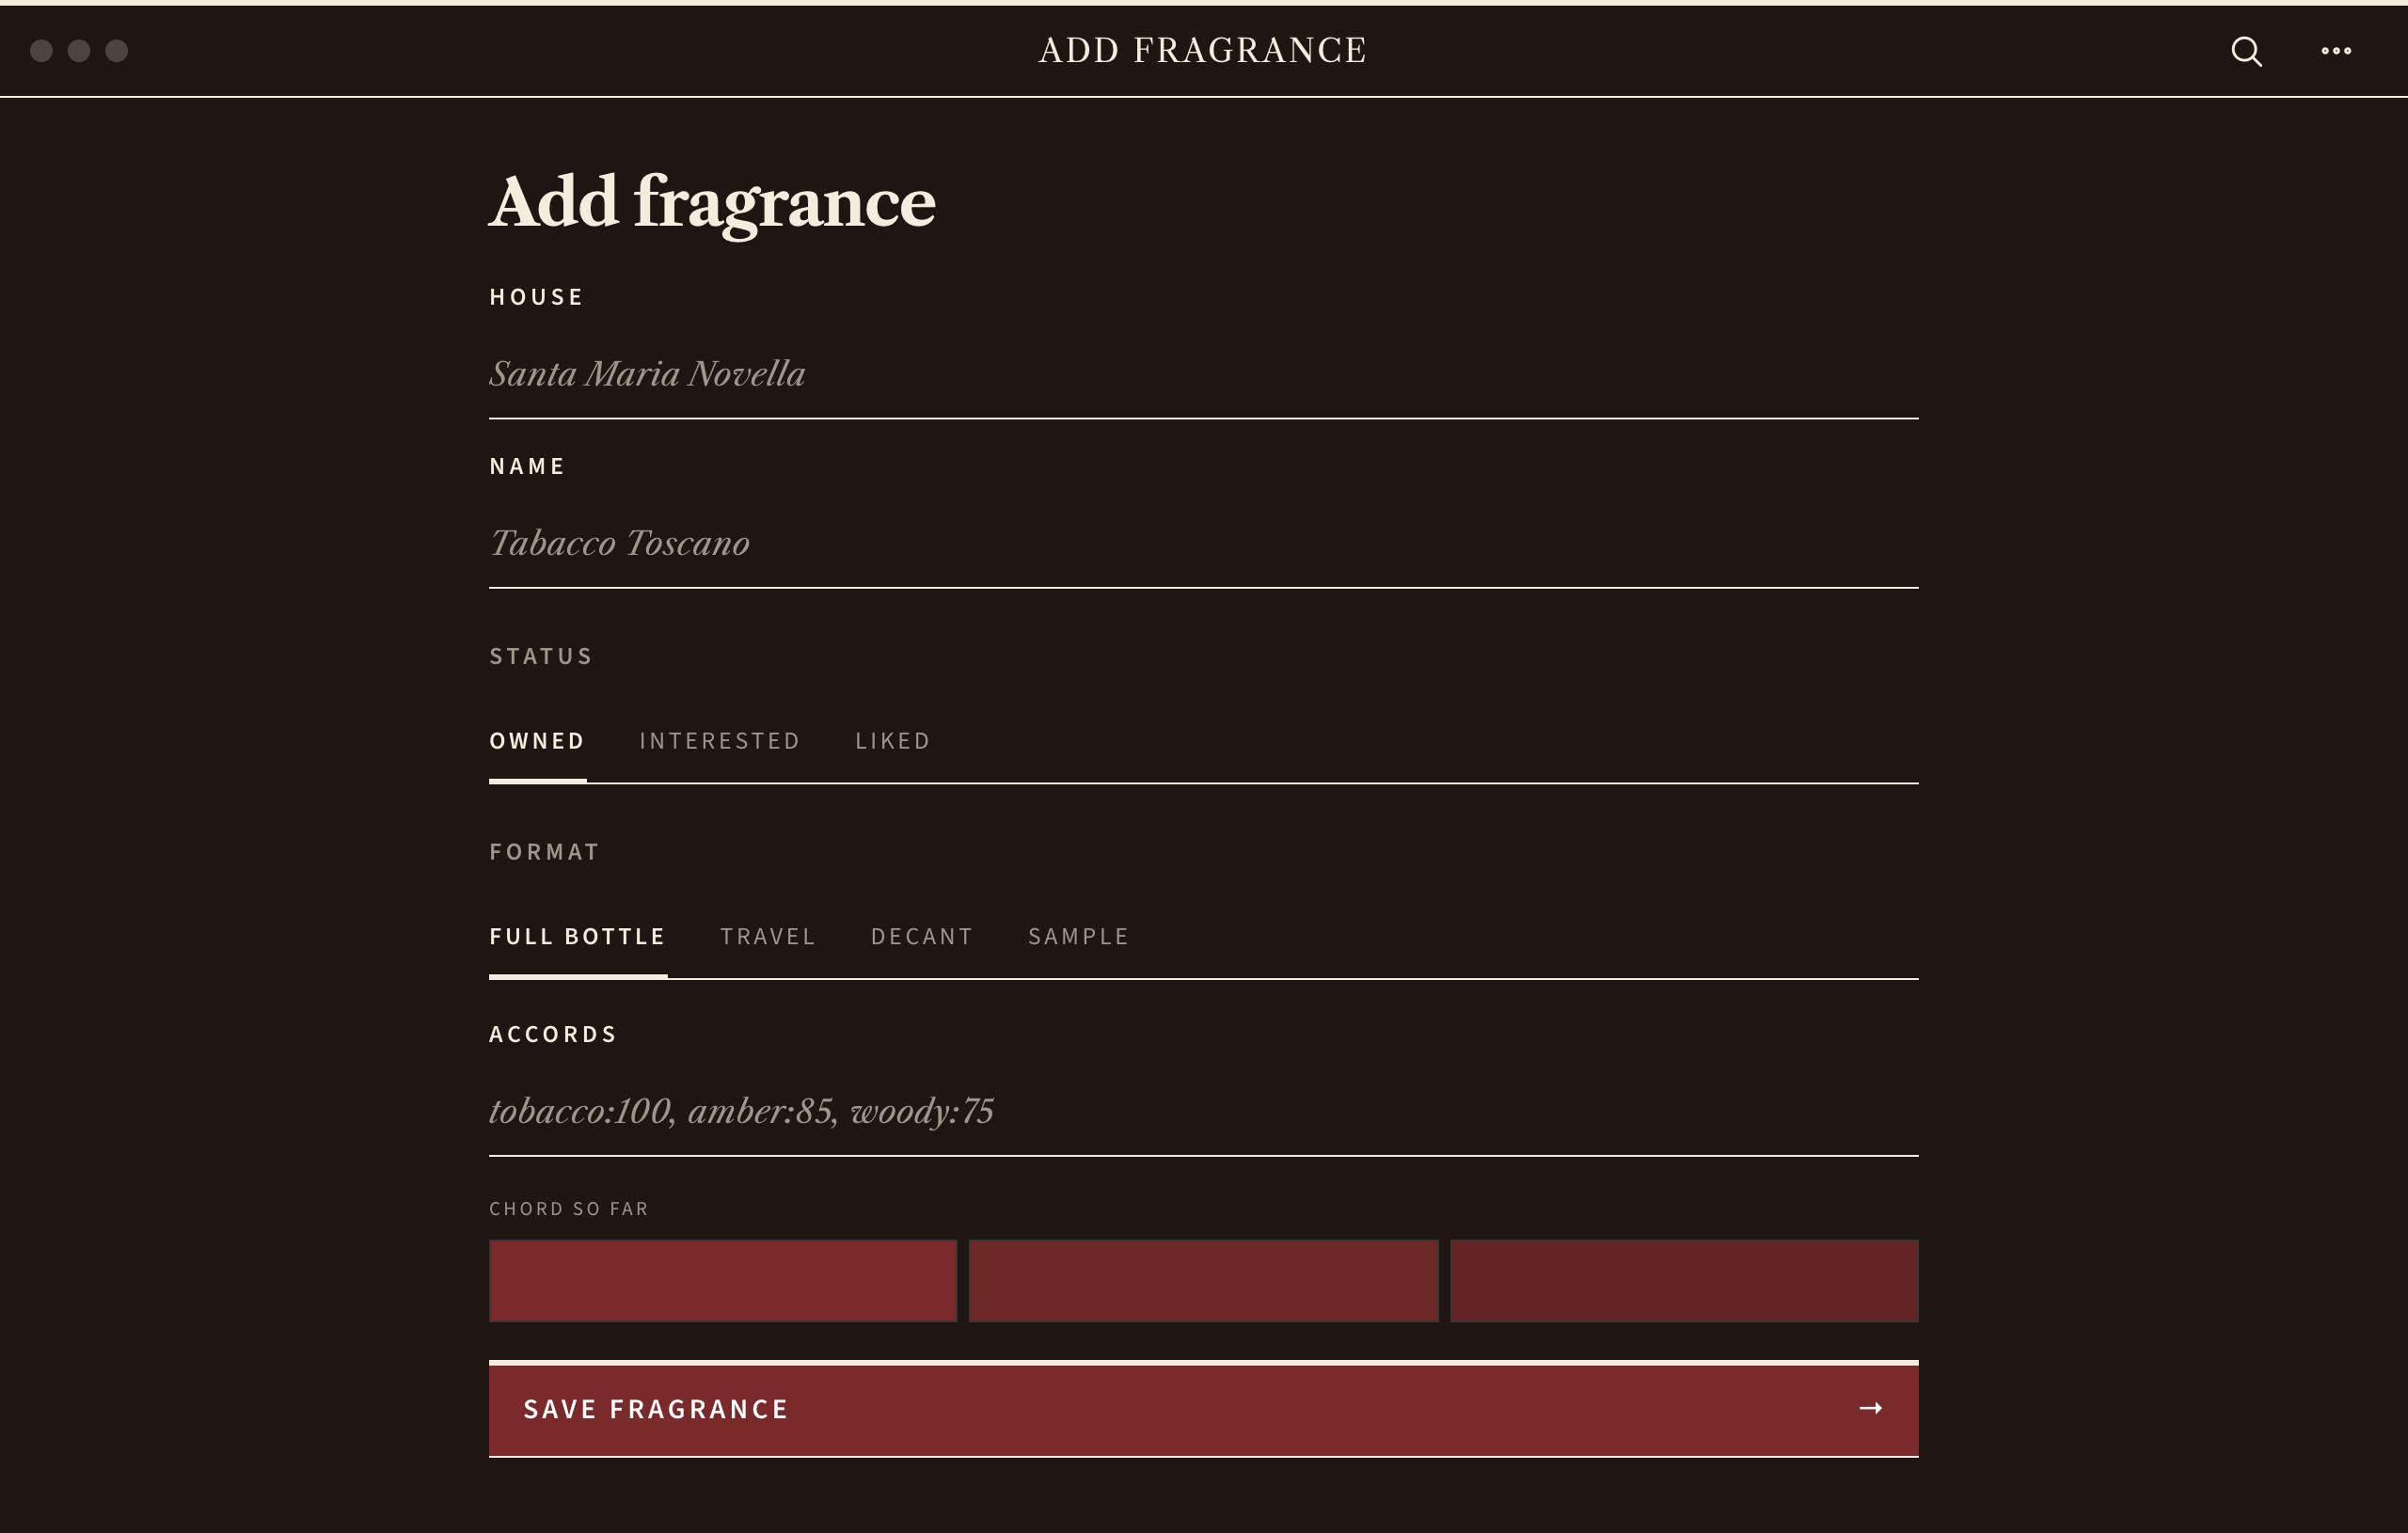 ADD FRAGRANCE
Add fragrance
HOUSE
Santa Maria Novella
NAME
Tabacco Toscano
STATUS
OWNED INTERESTED LIKED
FORMAT
FULL BOTTLE TRAVEL DECANT SAMPLE
ACCORDS
tobacco:100, amber:85, woody:75
CHORD SO FAR
SAVE FRAGRANCE →